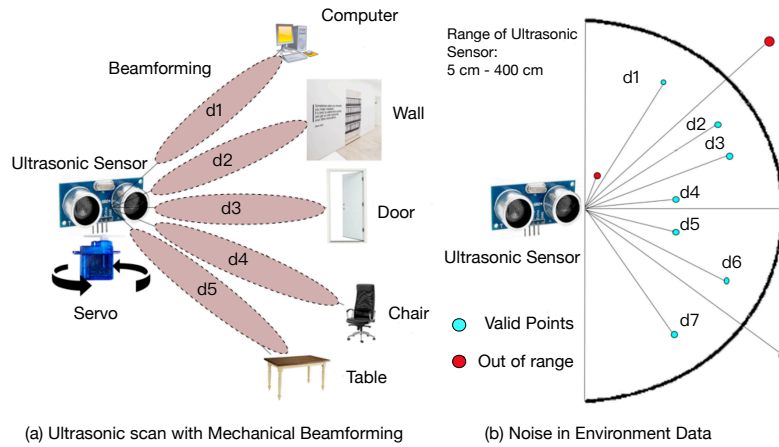 Computer
Beamforming
d1
Wall
d2
Ultrasonic Sensor
d3
Door
d4
d5
Servo
Chair
Table
(a) Ultrasonic scan with Mechanical Beamforming
Range of Ultrasonic
Sensor:
5 cm - 400 cm
d1
d2
d3
d4
d5
Ultrasonic Sensor
d6
d7
Valid Points
Out of range
(b) Noise in Environment Data